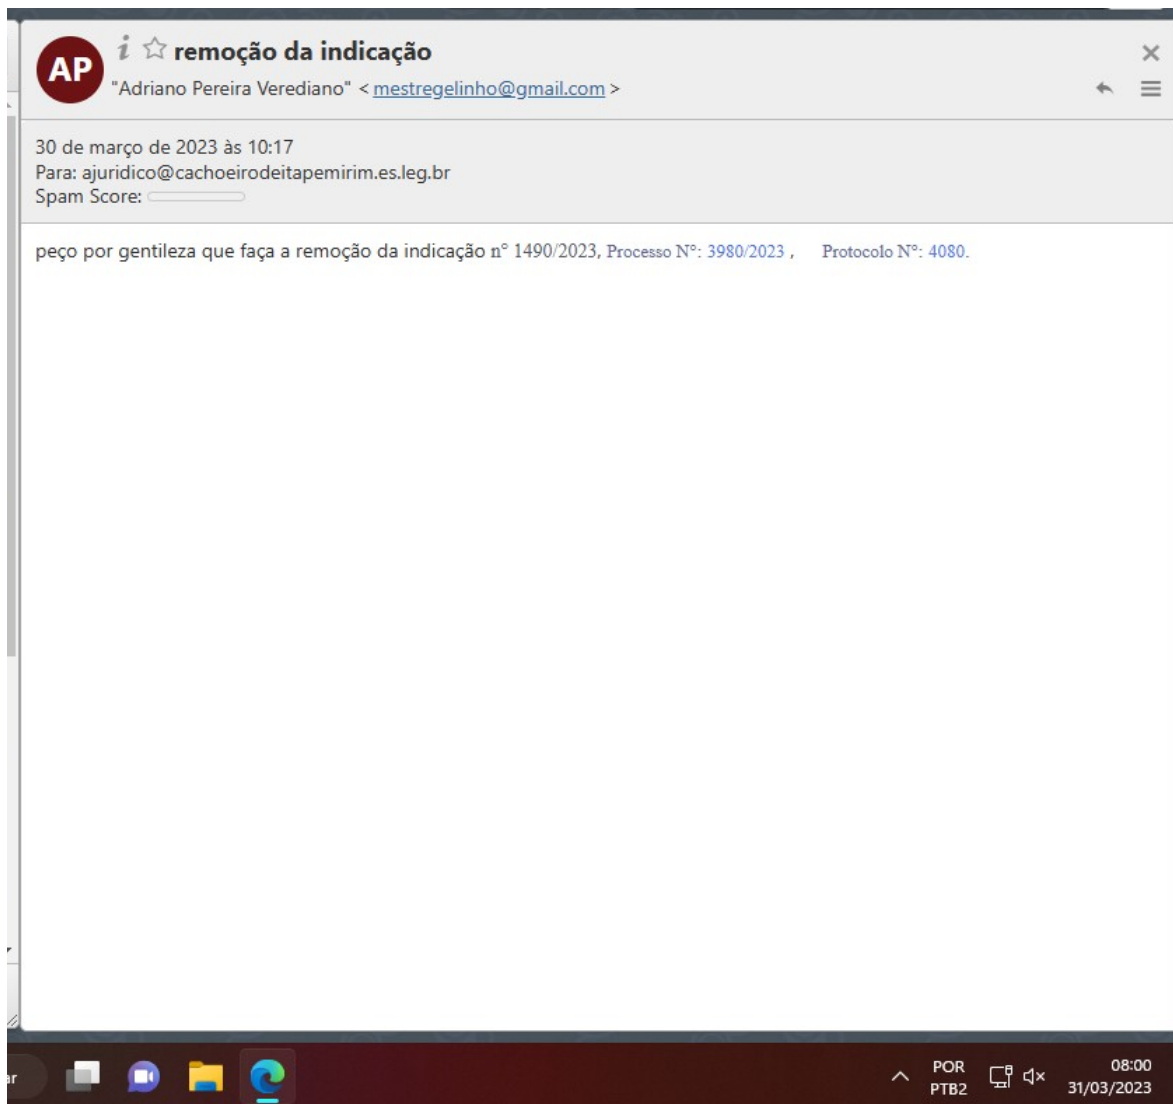 AP
i ☆ remoção da indicação
"Adriano Pereira Verediano" <mestregelinho@gmail.com>
30 de março de 2023 às 10:17
Para: ajuridico@cachoeirodeitapemirim.es.leg.br
Spam Score:
peço por gentileza que faça a remoção da indicação n° 1490/2023, Processo N°: 3980/2023 , Protocolo N°: 4080.
ar
POR
PTB2
08:00
31/03/2023